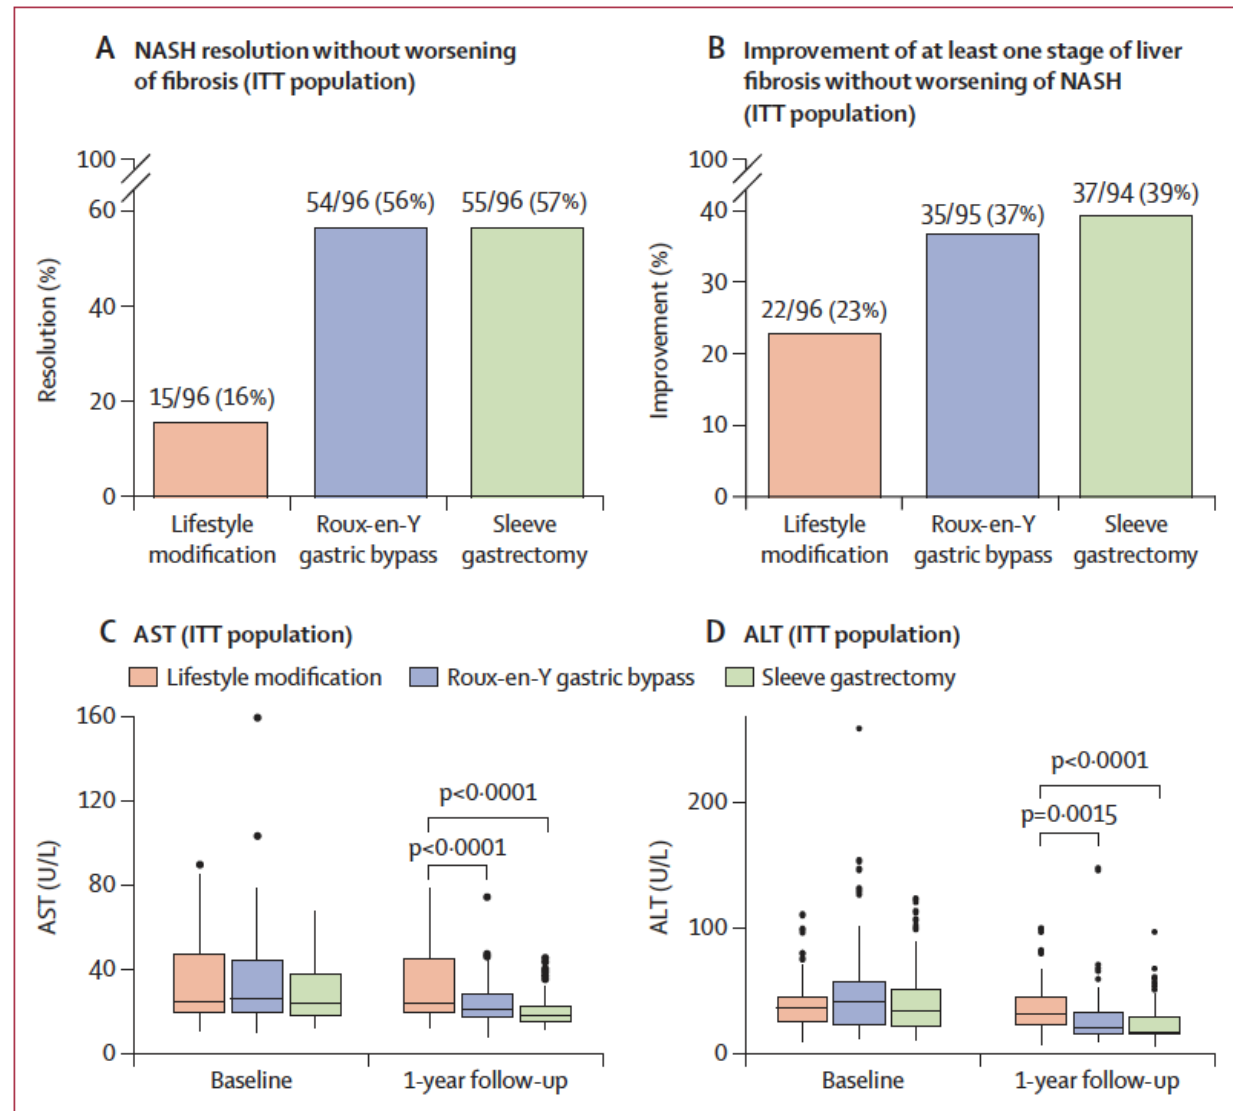 A NASH resolution without worsening
of fibrosis (ITT population)
100
60
40
20
0
Resolution (%)
15/96 (16%)
54/96 (56%)
55/96 (57%)
Lifestyle
modification
Roux-en-Y
gastric bypass
Sleeve
gastrectomy
B Improvement of at least one stage of liver
fibrosis without worsening of NASH
(ITT population)
100
40
30
20
10
0
Improvement (%)
22/96 (23%)
35/95 (37%)
37/94 (39%)
Lifestyle
modification
Roux-en-Y
gastric bypass
Sleeve
gastrectomy
C AST (ITT population)
Lifestyle modification
Roux-en-Y gastric bypass
Sleeve gastrectomy
160
120
80
40
0
AST (U/L)
p<0·0001
p<0·0001
Baseline
1-year follow-up
D ALT (ITT population)
200
100
0
ALT (U/L)
p<0·0001
p=0·0015
Baseline
1-year follow-up